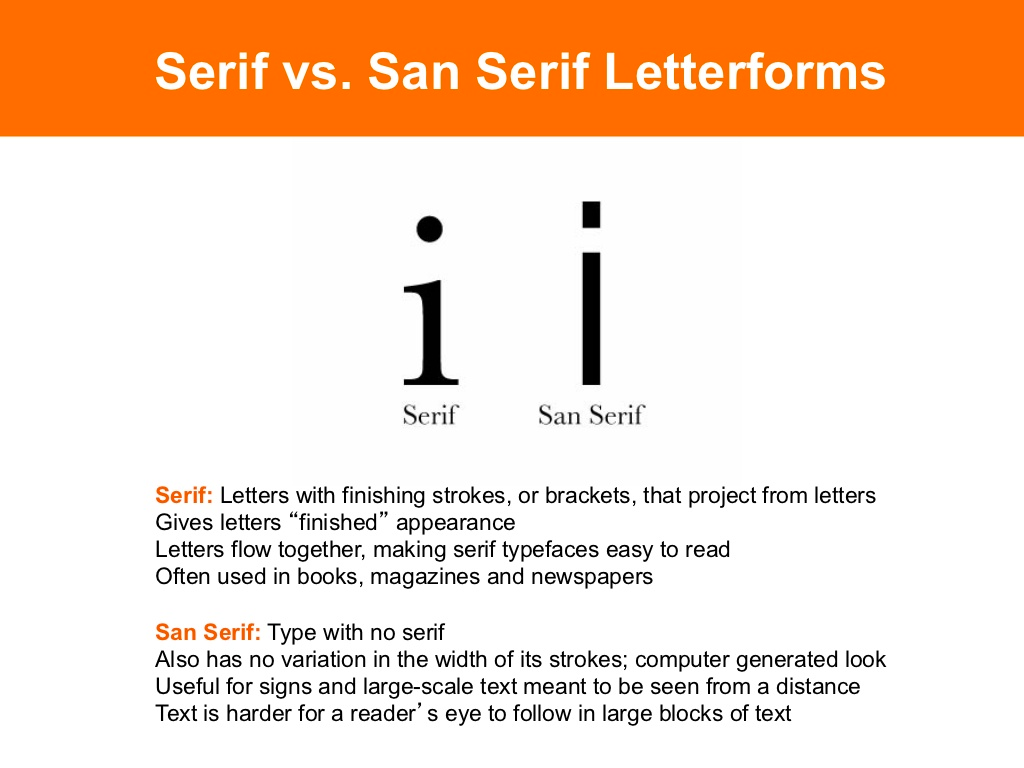 Serif vs. San Serif Letterforms
i i
Serif San Serif
Serif: Letters with finishing strokes, or brackets, that project from letters
Gives letters “finished” appearance
Letters flow together, making serif typefaces easy to read
Often used in books, magazines and newspapers
San Serif: Type with no serif
Also has no variation in the width of its strokes; computer generated look
Useful for signs and large-scale text meant to be seen from a distance
Text is harder for a reader’s eye to follow in large blocks of text